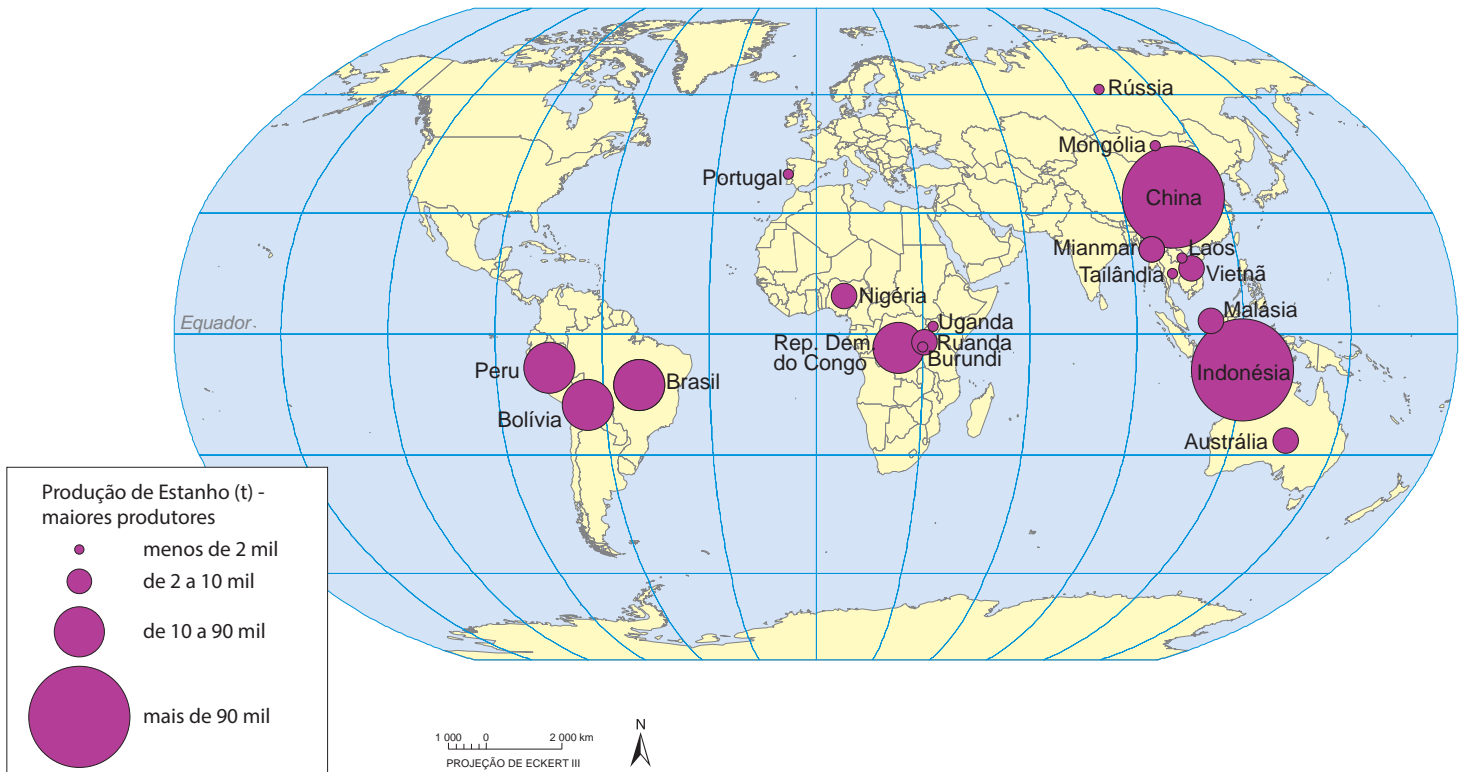 Rússia
Mongólia
China
Portugal
Mianmar
Laos
Tailândia
Vietnã
Nigéria
Malásia
Equador
Uganda
Rep. Dem.
do Congo
Ruanda
Burundi
Peru
Brasil
Bolívia
Indonésia
Austrália
Produção de Estanho (t) -
maiores produtores
menos de 2 mil
de 2 a 10 mil
de 10 a 90 mil
mais de 90 mil
N
1 000 0 2 000 km
PROJEÇÃO DE ECKERT III